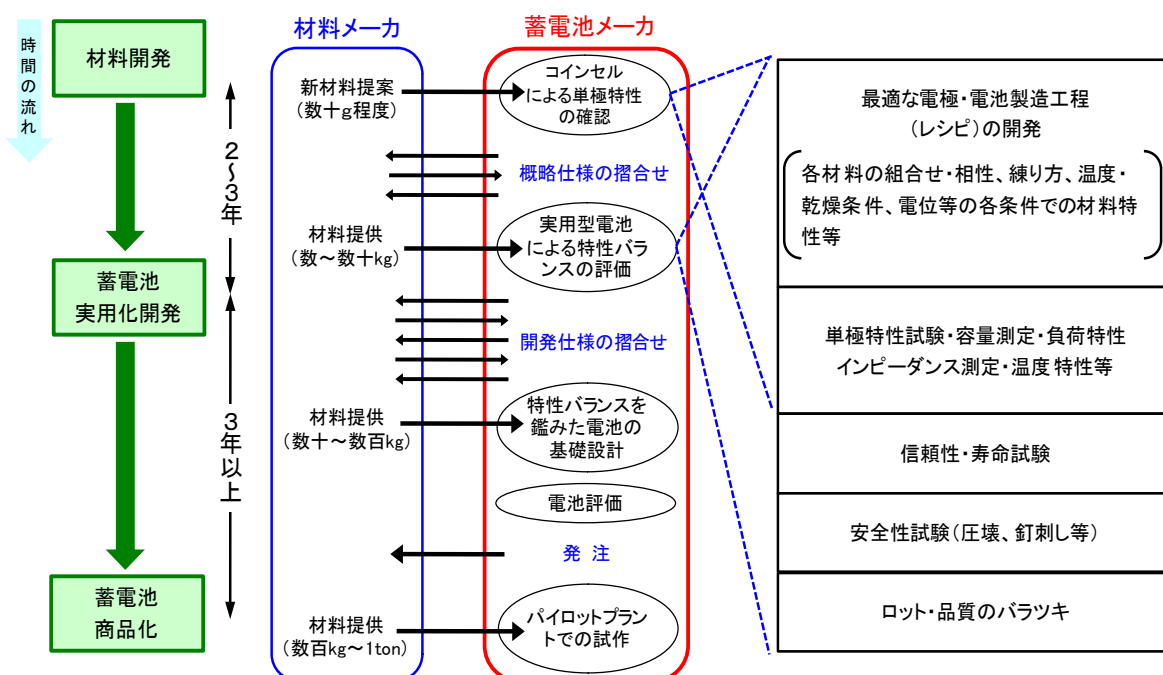 時間の流れ
材料開発
蓄電池
実用化開発
蓄電池
商品化
2~3年
3年以上
材料メーカ
新材料提案
(数十g程度)
材料提供
(数~数十kg)
材料提供
(数十~数百kg)
材料提供
(数百kg~1ton)
蓄電池メーカ
コインセル
による単極特性
の確認
概略仕様の摺合せ
実用型電池
による特性バラ
ンスの評価
開発仕様の摺合せ
特性バランスを
鑑みた電池の
基礎設計
電池評価
発 注
パイロットプラン
トでの試作
最適な電極・電池製造工程
(レシピ)の開発
各材料の組合せ・相性、練り方、温度・
乾燥条件、電位等の各条件での材料特
性等
単極特性試験・容量測定・負荷特性
インピーダンス測定・温度特性等
信頼性・寿命試験
安全性試験(圧壊、釘刺し等)
ロット・品質のバラツキ